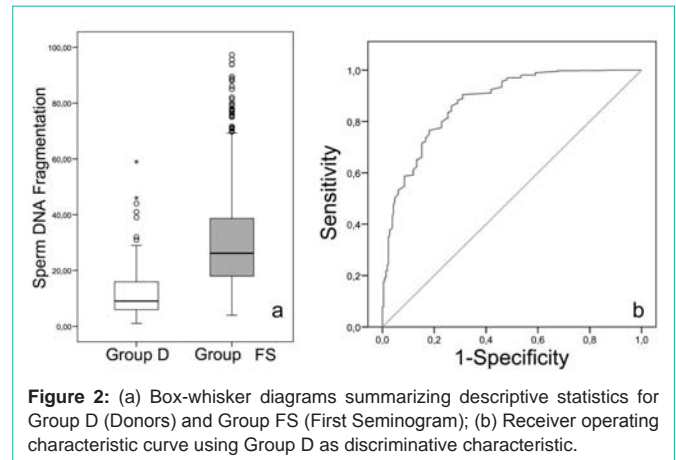 100,00
80,00
60,00
40,00
20,00
0,00
Sperm DNA Fragmentation
Group D
Group FS
a
1,0
0,8
0,6
0,4
0,2
0,0
Sensitivity
0,0
0,2
0,4
0,6
0,8
1,0
1-Specificity
b
Figure 2: (a) Box-whisker diagrams summarizing descriptive statistics for
Group D (Donors) and Group FS (First Seminogram); (b) Receiver operating
characteristic curve using Group D as discriminative characteristic.